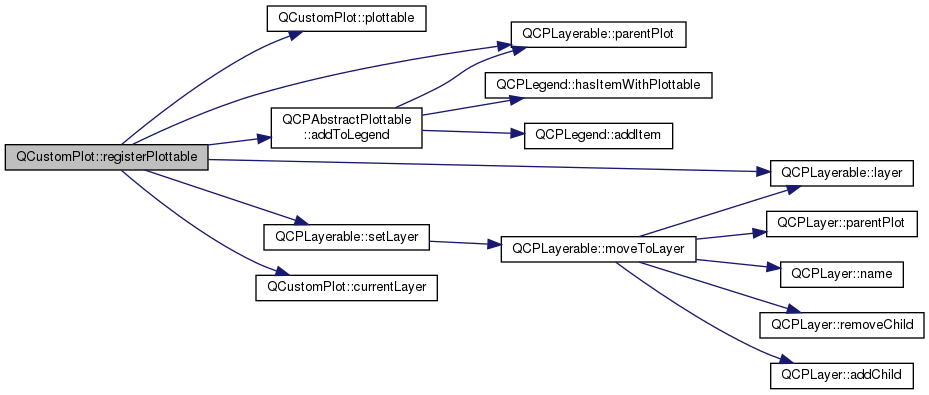 QCustomPlot::plottable
QCPLayerable::parentPlot
QCPLegend::hasItemWithPlottable
QCPAbstractPlottable
::addToLegend
QCPLegend::addItem
QCustomPlot::registerPlottable
QCPLayerable::layer
QCPLayer::parentPlot
QCPLayerable::setLayer
QCPLayerable::moveToLayer
QCPLayer::name
QCustomPlot::currentLayer
QCPLayer::removeChild
QCPLayer::addChild